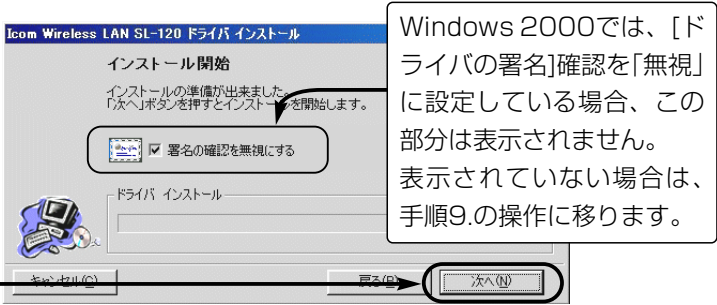 Icom Wireless LAN SL-120 ドライバ インストール
インストール開始
インストールの準備が出来ました。
「次へ」ボタンを押すとインストールを開始します。
署名の確認を無視にする
ドライバ インストール
キャンセル(C)
戻る(B)
次へ(N)
Windows 2000では、[ド
ライバの署名]確認を「無視」
に設定している場合、この
部分は表示されません。
表示されていない場合は、
手順9.の操作に移ります。